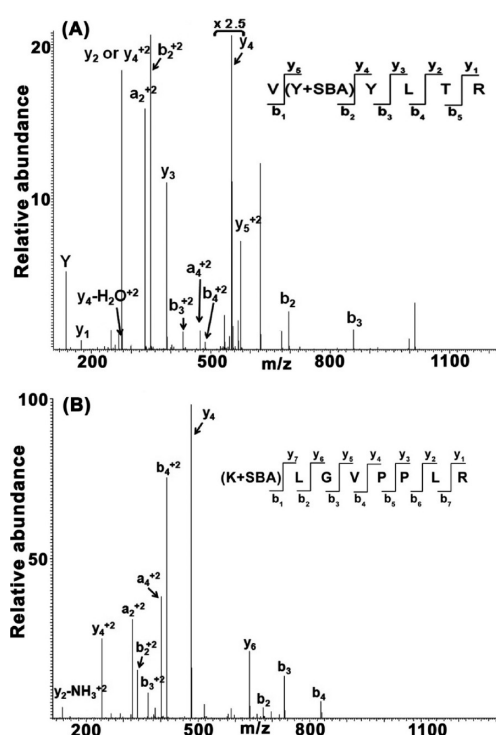 (A)
x 2.5
20
y2 or y4+2
b2+2
y4
a2+2
y5 y4 y3 y2 y1
V (Y+SBA) Y L T R
b1 b2 b3 b4 b5
Relative abundance
10
y3
y5+2
Y
a4+2
y4-H2O+2
b3+2
b4+2
b2
y1
b3
200 500 800 1100
m/z
(B)
100
y4
b4+2
y7 y6 y5 y4 y3 y2 y1
(K+SBA) L G V P P L R
b1 b2 b3 b4 b5 b6 b7
Relative abundance
50
a4+2
a2+2
y4+2
b2+2
y6
b3+2
b3
y2-NH3+2
b2
b4
200 500 800 1100
m/z